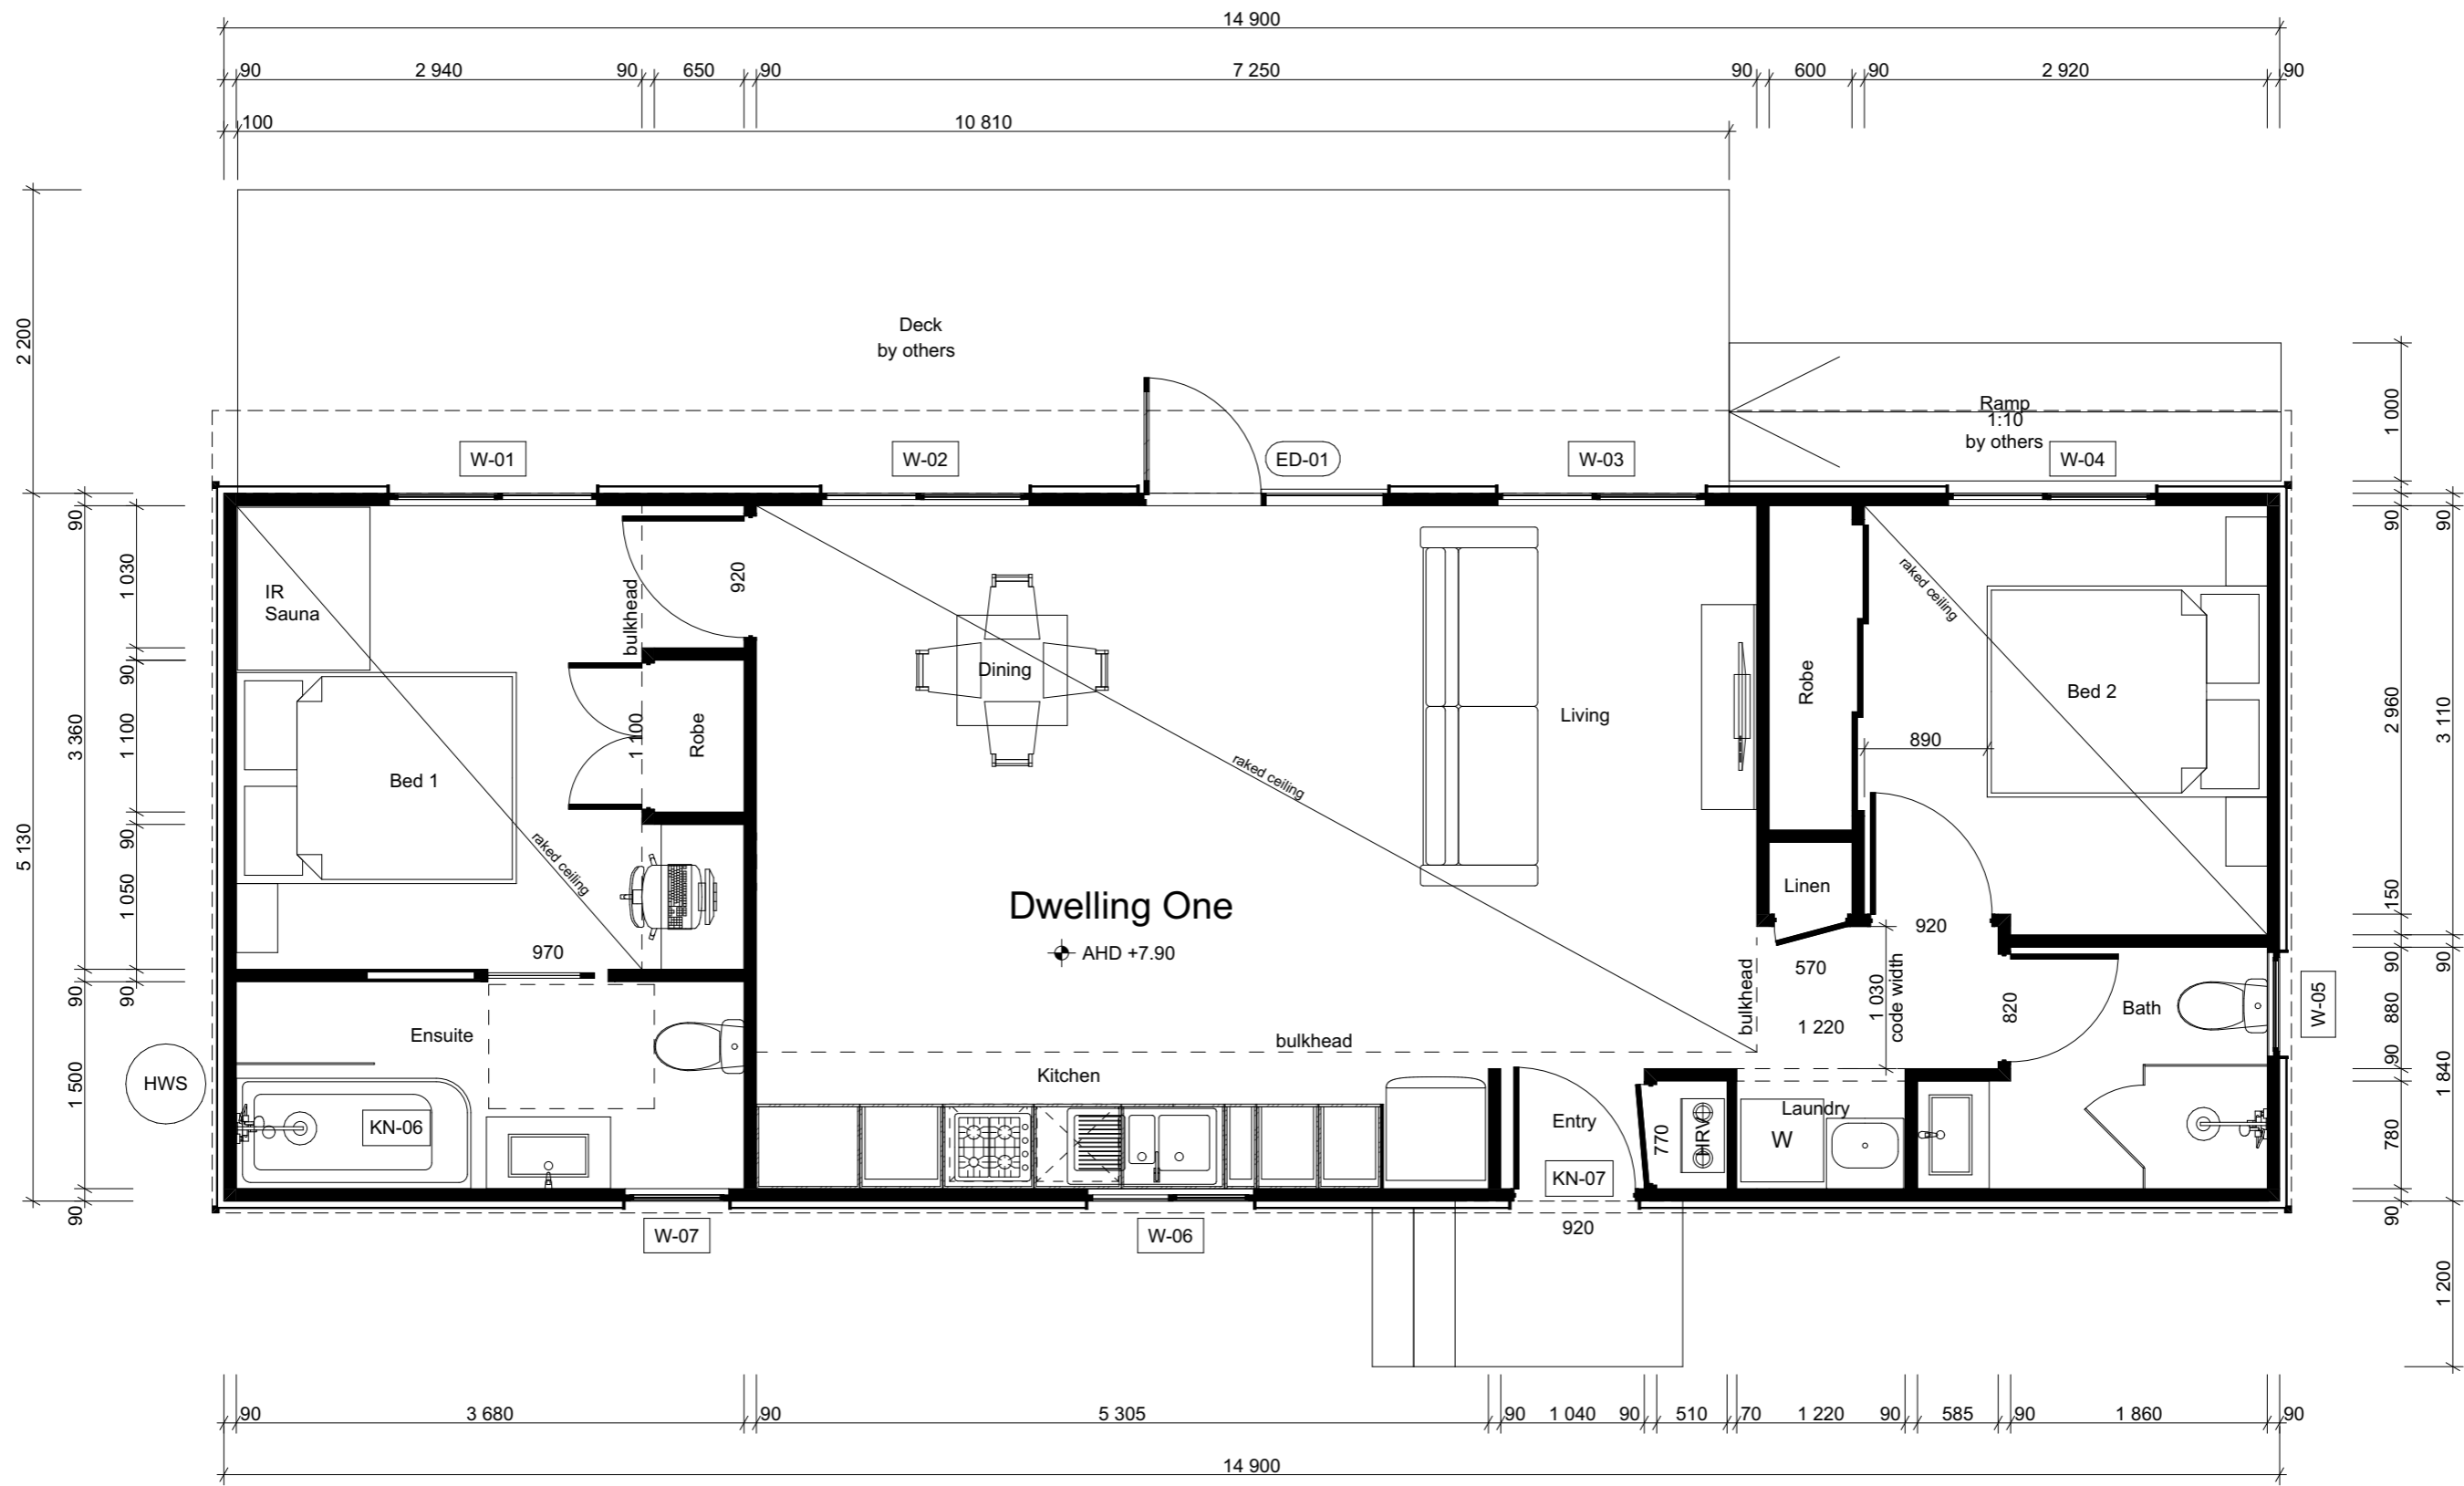 14 900
90
2 940
90
650
90
7 250
90
600
90
2 920
90
100
10 810
Deck
by others
Ramp
1:10
by others
W-01
W-02
ED-01
W-03
W-04
2 200
5 130
90
3 360
90
1 500
90
1 030
90
1 100
90
1 050
90
1 000
90
2 960
150
90
880
90
780
90
90
3 110
90
1 840
1 200
IR
Sauna
bulkhead
920
Dining
raked ceiling
Living
Robe
raked ceiling
Bed 2
890
Bed 1
1 100
Robe
raked ceiling
Dwelling One
AHD +7.90
Linen
920
970
570
bulkhead
1 030
code width
1 220
820
Bath
W-05
Ensuite
bulkhead
HWS
Kitchen
KN-06
Entry
KN-07
770
HRV
Laundry
W
W-07
W-06
920
90
3 680
90
5 305
90
1 040
90
510
70
1 220
90
585
90
1 860
90
14 900